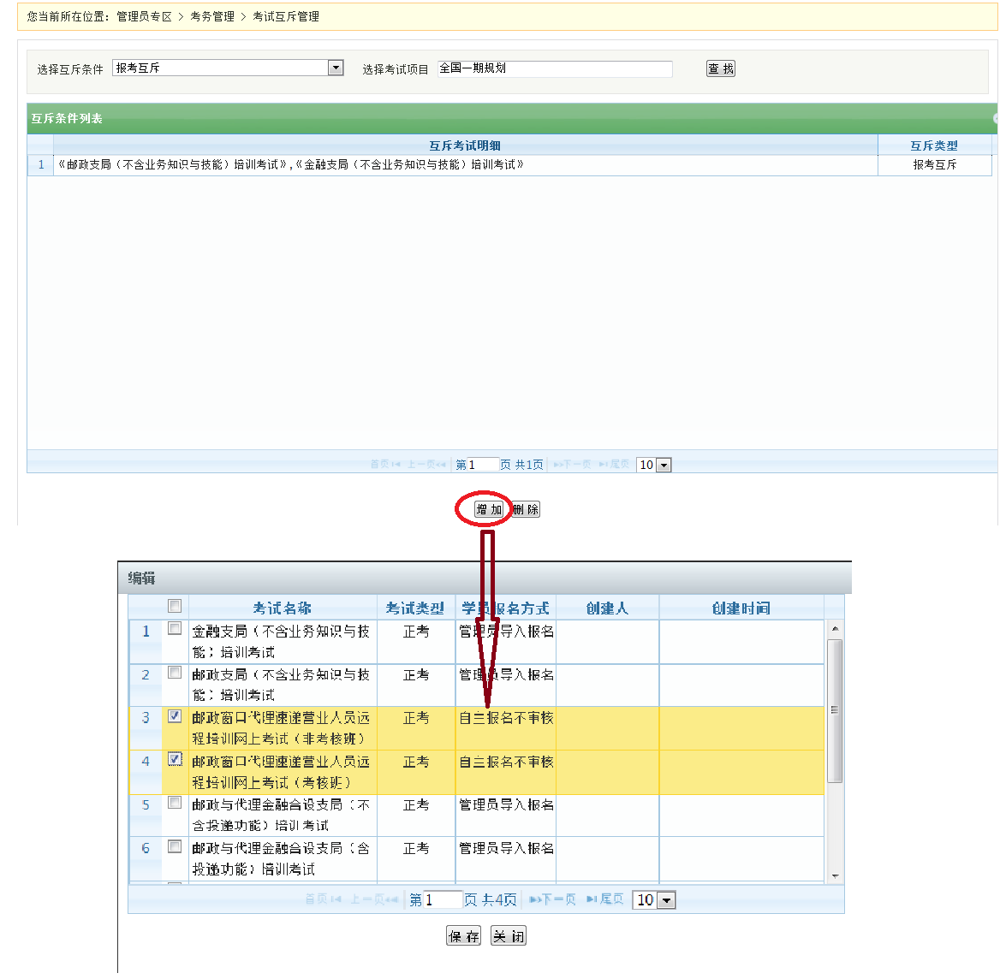 您当前所在位置：管理员专区 > 考务管理 > 考试互斥管理
选择互斥条件 报考互斥 选择考试项目 全国一期规划 查 找
互斥条件列表
互斥考试明细 互斥类型
1 《邮政支局（不含业务知识与技能）培训考试》,《金融支局（不含业务知识与技能）培训考试》 报考互斥
首页 上一页 第 1 页 共1页 下一页 尾页 10
增 加 删 除
编辑
考试名称 考试类型 学员报名方式 创建人 创建时间
1 金融支局（不含业务知识与技 正考 管理员导入报名
能）培训考试
2 邮政支局（不含业务知识与技 正考 管理员导入报名
能）培训考试
3 邮政窗口代理速递营业人员远 正考 自主报名不审核
程培训网上考试（非考核班）
4 邮政窗口代理速递营业人员远 正考 自主报名不审核
程培训网上考试（考核班）
5 邮政与代理金融合设支局（不 正考 管理员导入报名
含投递功能）培训考试
6 邮政与代理金融合设支局（含 正考 管理员导入报名
投递功能）培训考试
首页 上一页 第 1 页 共4页 下一页 尾页 10
保 存 关 闭